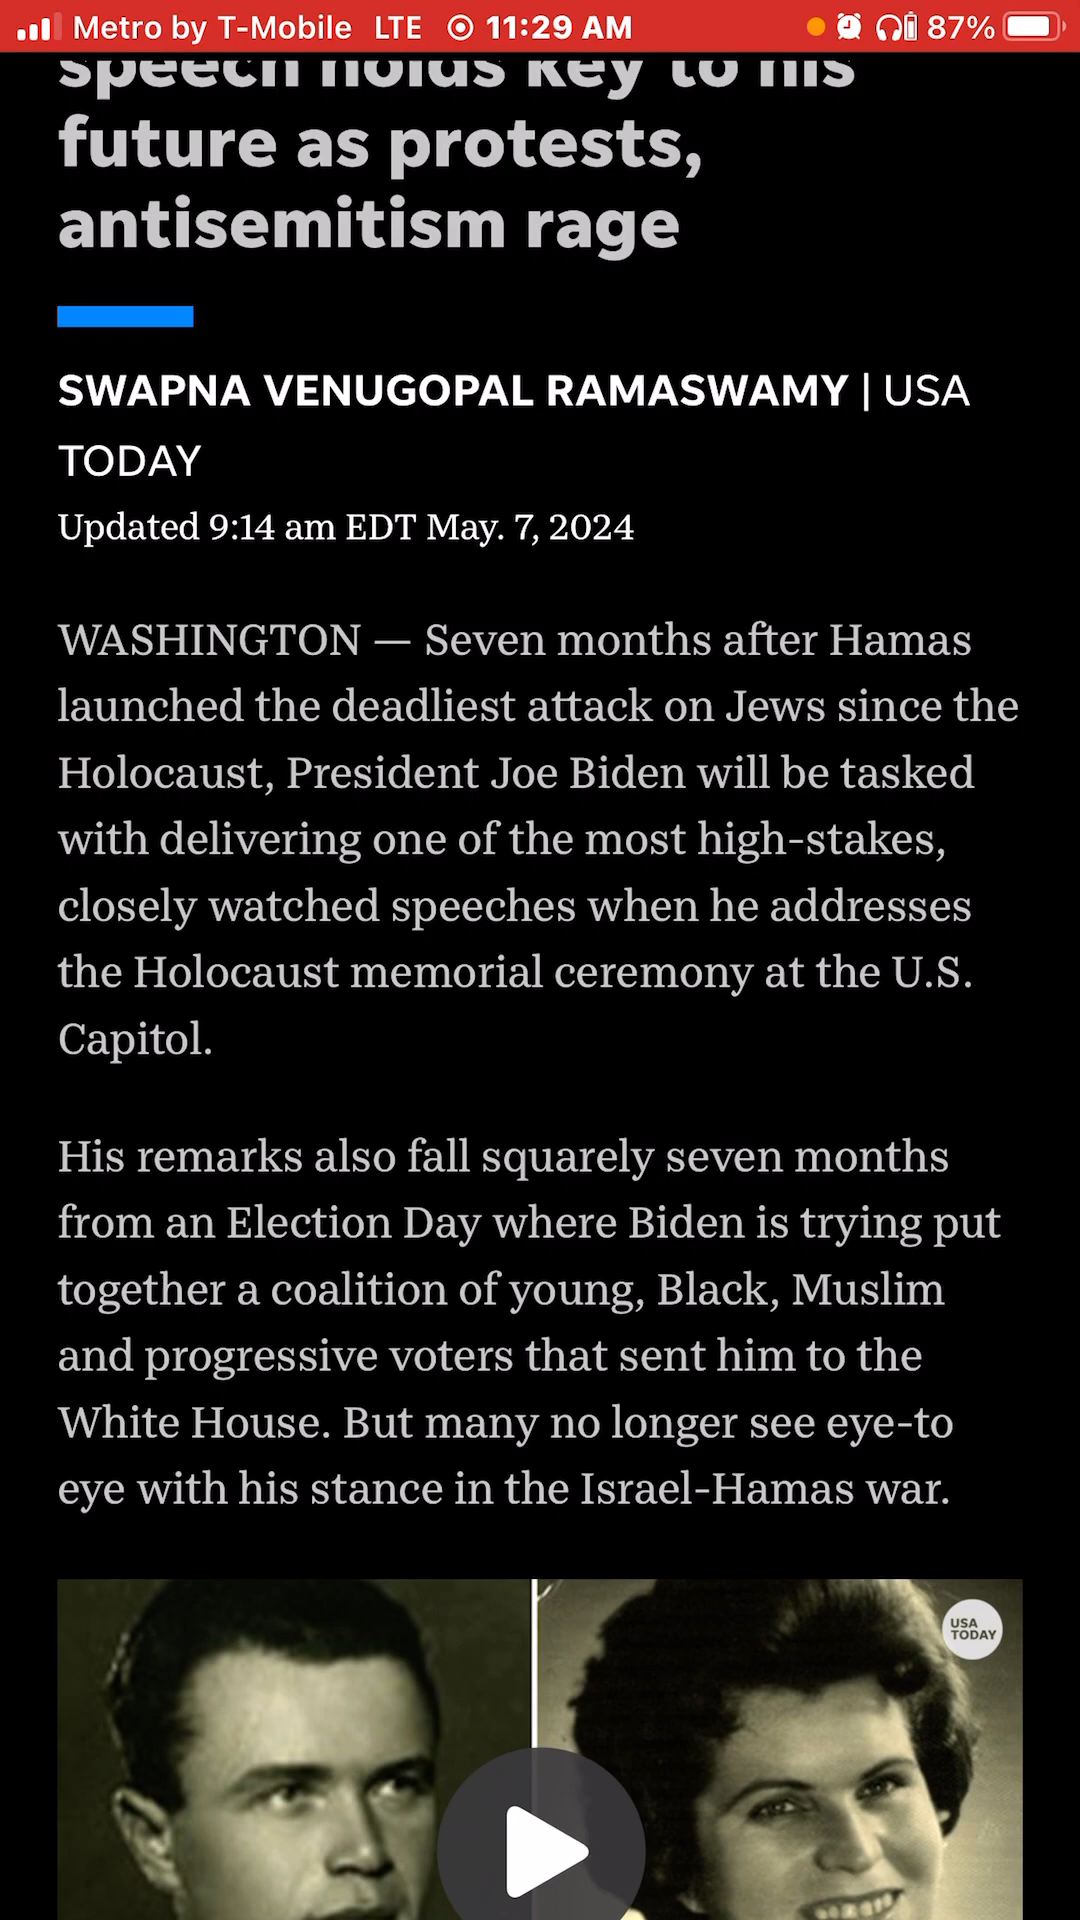 Metro by T-Mobile LTE 11:29 AM 87%
speech holds key to his
future as protests,
antisemitism rage
SWAPNA VENUGOPAL RAMASWAMY | USA
TODAY
Updated 9:14 am EDT May. 7, 2024
WASHINGTON — Seven months after Hamas
launched the deadliest attack on Jews since the
Holocaust, President Joe Biden will be tasked
with delivering one of the most high-stakes,
closely watched speeches when he addresses
the Holocaust memorial ceremony at the U.S.
Capitol.
His remarks also fall squarely seven months
from an Election Day where Biden is trying put
together a coalition of young, Black, Muslim
and progressive voters that sent him to the
White House. But many no longer see eye-to
eye with his stance in the Israel-Hamas war.
USA
TODAY